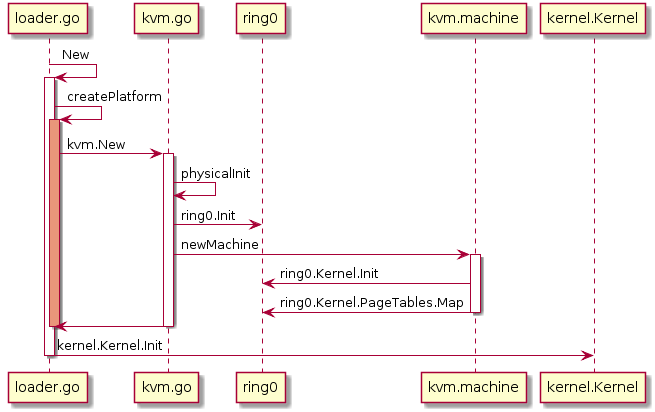 loader.go
kvm.go
ring0
kvm.machine
kernel.Kernel
New
createPlatform
kvm.New
physicalInit
ring0.Init
newMachine
ring0.Kernel.Init
ring0.Kernel.PageTables.Map
kernel.Kernel.Init
loader.go
kvm.go
ring0
kvm.machine
kernel.Kernel